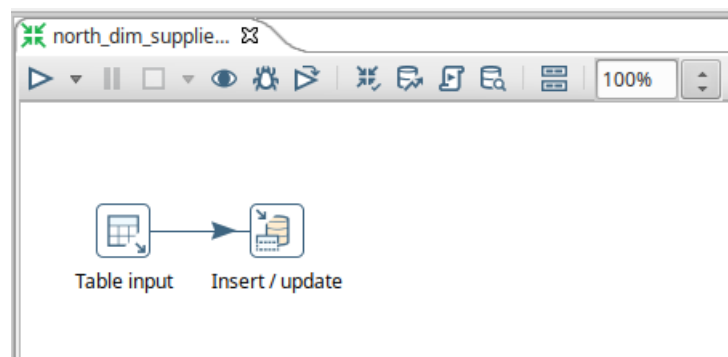 north_dim_supplie...
100%
Table input
Insert / update